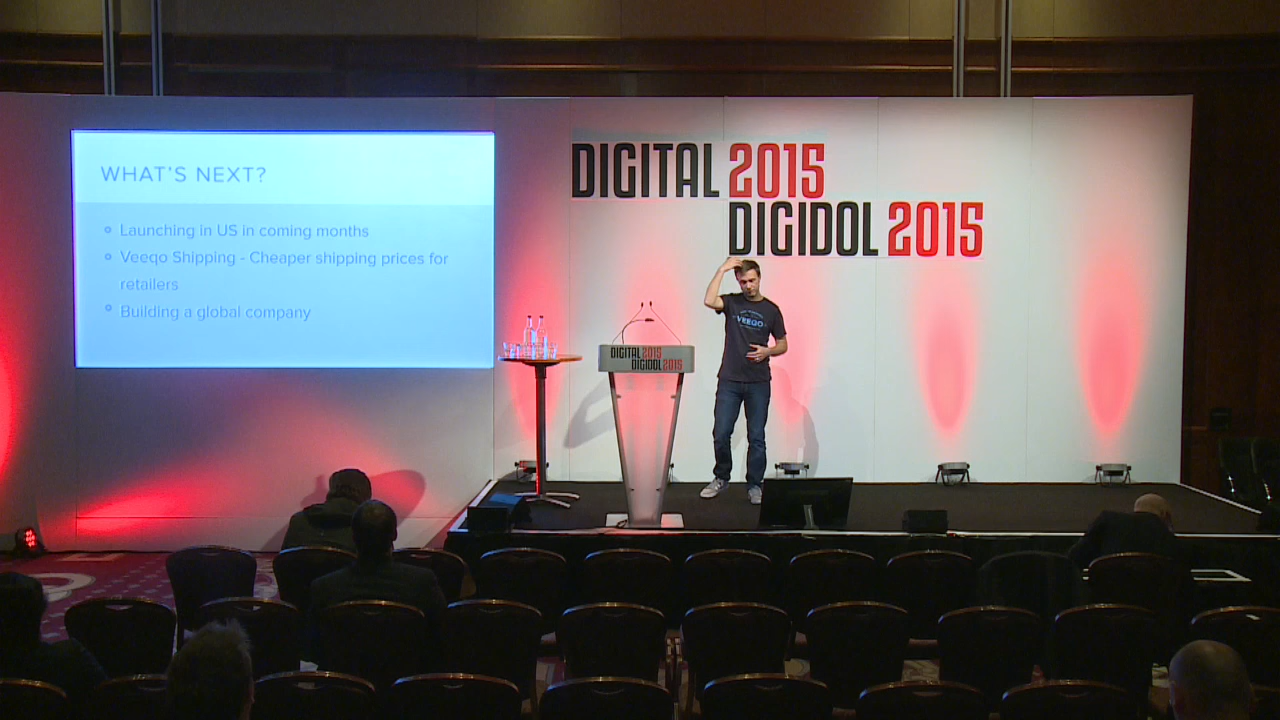 WHAT'S NEXT?
Launching in US in coming months
Veeqo Shipping - Cheaper shipping prices for
retailers
Building a global company
DIGITAL 2015
DIGIDOL 2015
VEEQO
DIGITAL 2015
DIGIDOL 2015